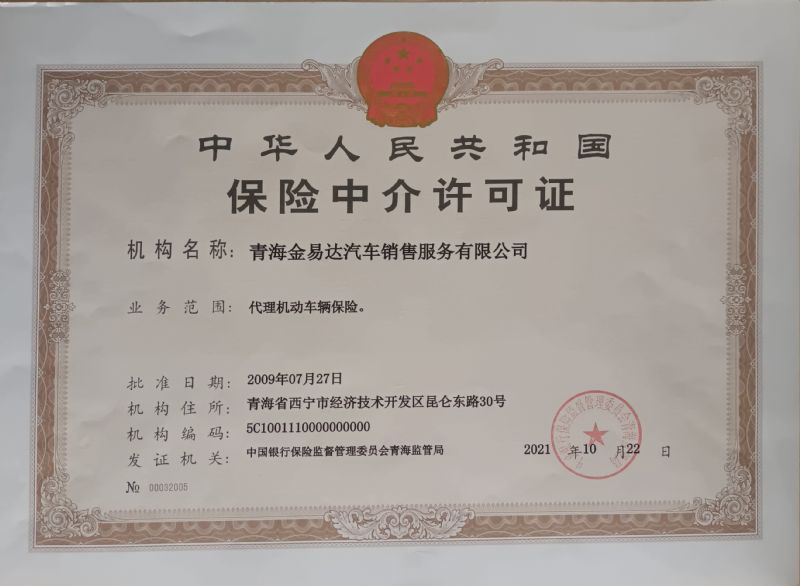 中华人民共和国
保险中介许可证
机构名称: 青海金易达汽车销售服务有限公司
业务范围: 代理机动车辆保险。
批准日期: 2009年07月27日
机构住所: 青海省西宁市经济技术开发区昆仑东路30号
机构编码: 5C1001110000000000
发证机关: 中国银行保险监督管理委员会青海监管局
2021 年 10 月 22 日
№ 00032005